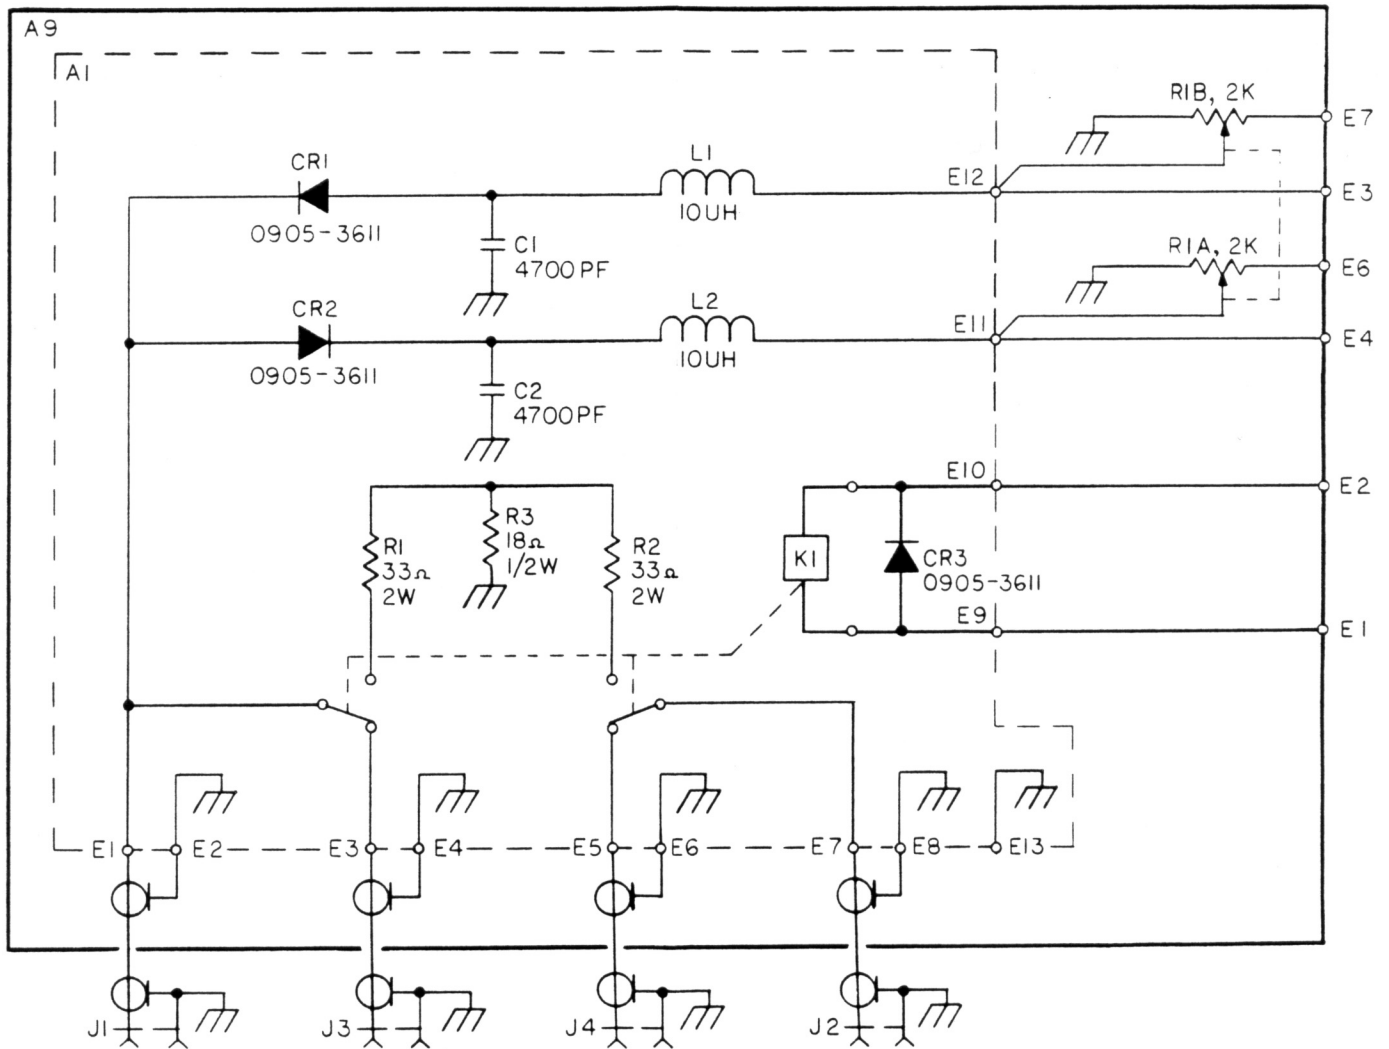 A9
A1
R1B, 2K
E7
CR1
L1
E12
E3
0905-3611
10UH
C1
4700PF
R1A, 2K
E6
CR2
L2
E11
E4
0905-3611
10UH
C2
4700PF
E10
E2
R1
33Ω
2W
R3
18Ω
1/2W
R2
33Ω
2W
K1
CR3
0905-3611
E9
E1
E1
E2
E3
E4
E5
E6
E7
E8
E13
J1
J3
J4
J2